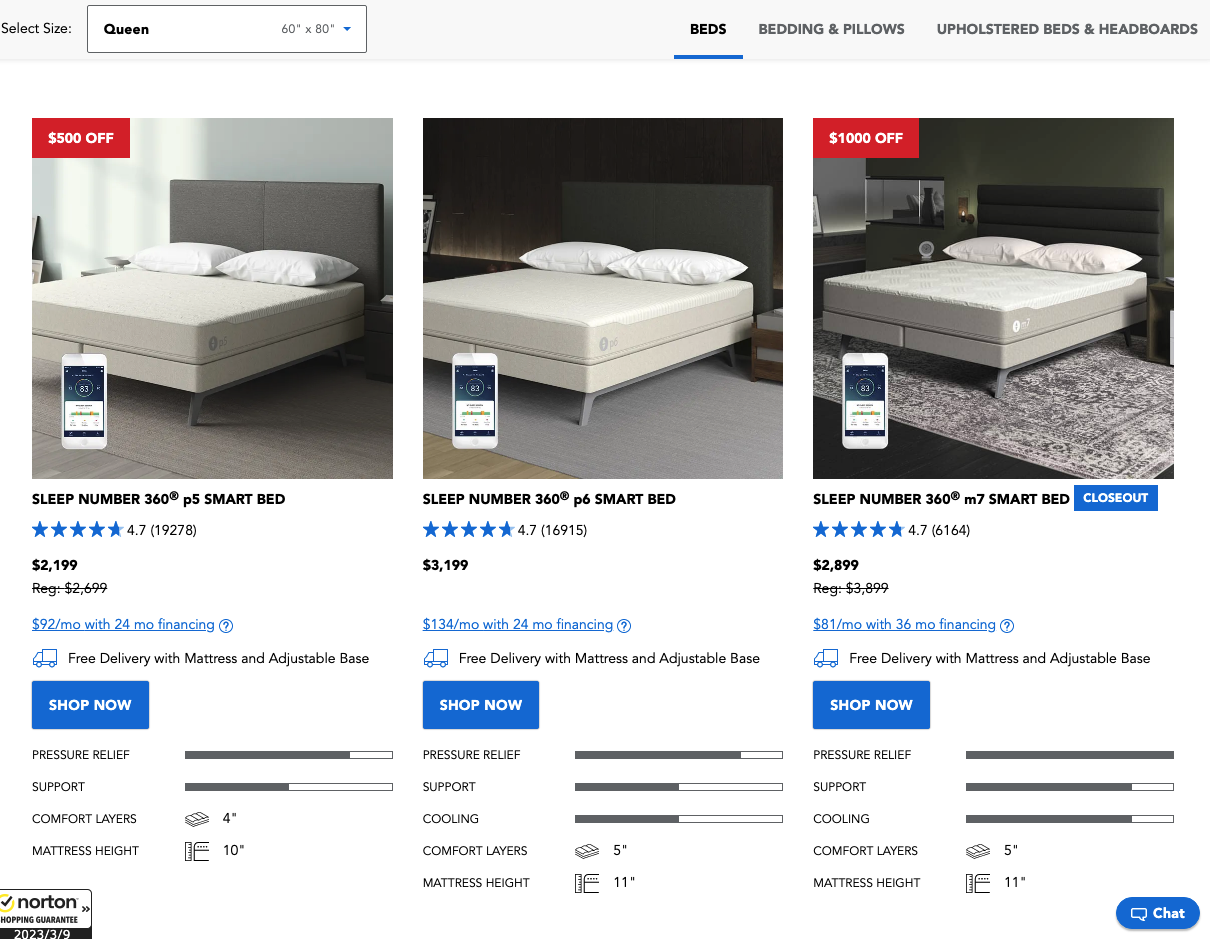 Select Size:
Queen 60" x 80"
BEDS BEDDING & PILLOWS UPHOLSTERED BEDS & HEADBOARDS
$500 OFF
$1000 OFF
p5
p6
m7
83
83
83
SLEEP NUMBER 360® p5 SMART BED
4.7 (19278)
$2,199
Reg: $2,699
$92/mo with 24 mo financing ?
Free Delivery with Mattress and Adjustable Base
SHOP NOW
PRESSURE RELIEF
SUPPORT
COMFORT LAYERS 4"
MATTRESS HEIGHT 10"
SLEEP NUMBER 360® p6 SMART BED
4.7 (16915)
$3,199
$134/mo with 24 mo financing ?
Free Delivery with Mattress and Adjustable Base
SHOP NOW
PRESSURE RELIEF
SUPPORT
COOLING
COMFORT LAYERS 5"
MATTRESS HEIGHT 11"
SLEEP NUMBER 360® m7 SMART BED CLOSEOUT
4.7 (6164)
$2,899
Reg: $3,899
$81/mo with 36 mo financing ?
Free Delivery with Mattress and Adjustable Base
SHOP NOW
PRESSURE RELIEF
SUPPORT
COOLING
COMFORT LAYERS 5"
MATTRESS HEIGHT 11"
norton »
HOPPING GUARANTEE
2023/3/9
Chat